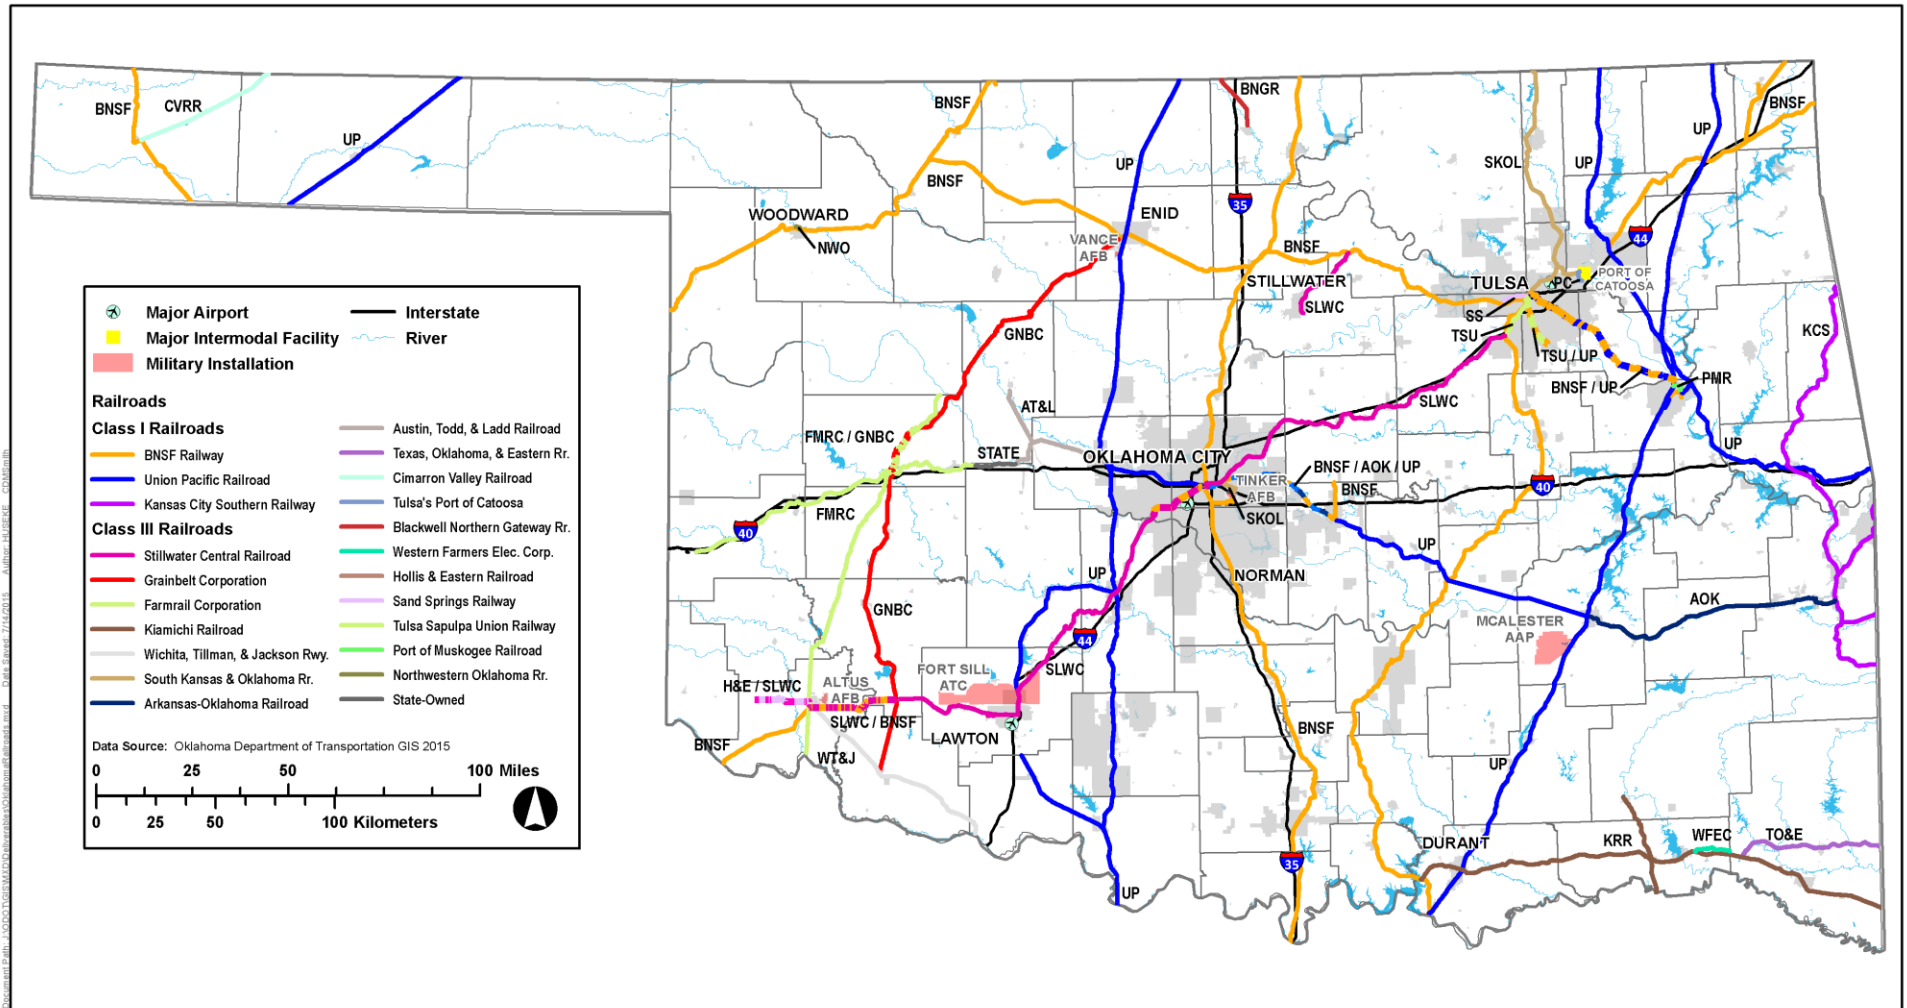 BNSF
CVRR
UP
BNSF
BNGR
BNSF
UP
UP
SKOL
UP
BNSF
35
WOODWARD
NWO
ENID
VANCE
AFB
BNSF
44
STILLWATER
SLWC
TULSA
PC
PORT OF
CATOOSA
SS
TSU
TSU / UP
BNSF / UP
PMR
KCS
GNBC
AT&L
SLWC
UP
FMRC / GNBC
STATE
OKLAHOMA CITY
BNSF / AOK / UP
TINKER
AFB
BNSF
SKOL
40
FMRC
40
UP
NORMAN
UP
GNBC
AOK
MCALESTER
AAP
44
SLWC
FORT SILL
ATC
H&E / SLWC
ALTUS
AFB
SLWC / BNSF
LAWTON
BNSF
WT&J
BNSF
UP
DURANT
KRR
WFEC
TO&E
35
UP
Major Airport
Interstate
Major Intermodal Facility
River
Military Installation
Railroads
Class I Railroads
BNSF Railway
Union Pacific Railroad
Kansas City Southern Railway
Class III Railroads
Stillwater Central Railroad
Grainbelt Corporation
Farmrail Corporation
Kiamichi Railroad
Wichita, Tillman, & Jackson Rwy.
South Kansas & Oklahoma Rr.
Arkansas-Oklahoma Railroad
Austin, Todd, & Ladd Railroad
Texas, Oklahoma, & Eastern Rr.
Cimarron Valley Railroad
Tulsa's Port of Catoosa
Blackwell Northern Gateway Rr.
Western Farmers Elec. Corp.
Hollis & Eastern Railroad
Sand Springs Railway
Tulsa Sapulpa Union Railway
Port of Muskogee Railroad
Northwestern Oklahoma Rr.
State-Owned
Data Source: Oklahoma Department of Transportation GIS 2015
0 25 50 100 Miles
0 25 50 100 Kilometers
Date Saved: 7/14/2015